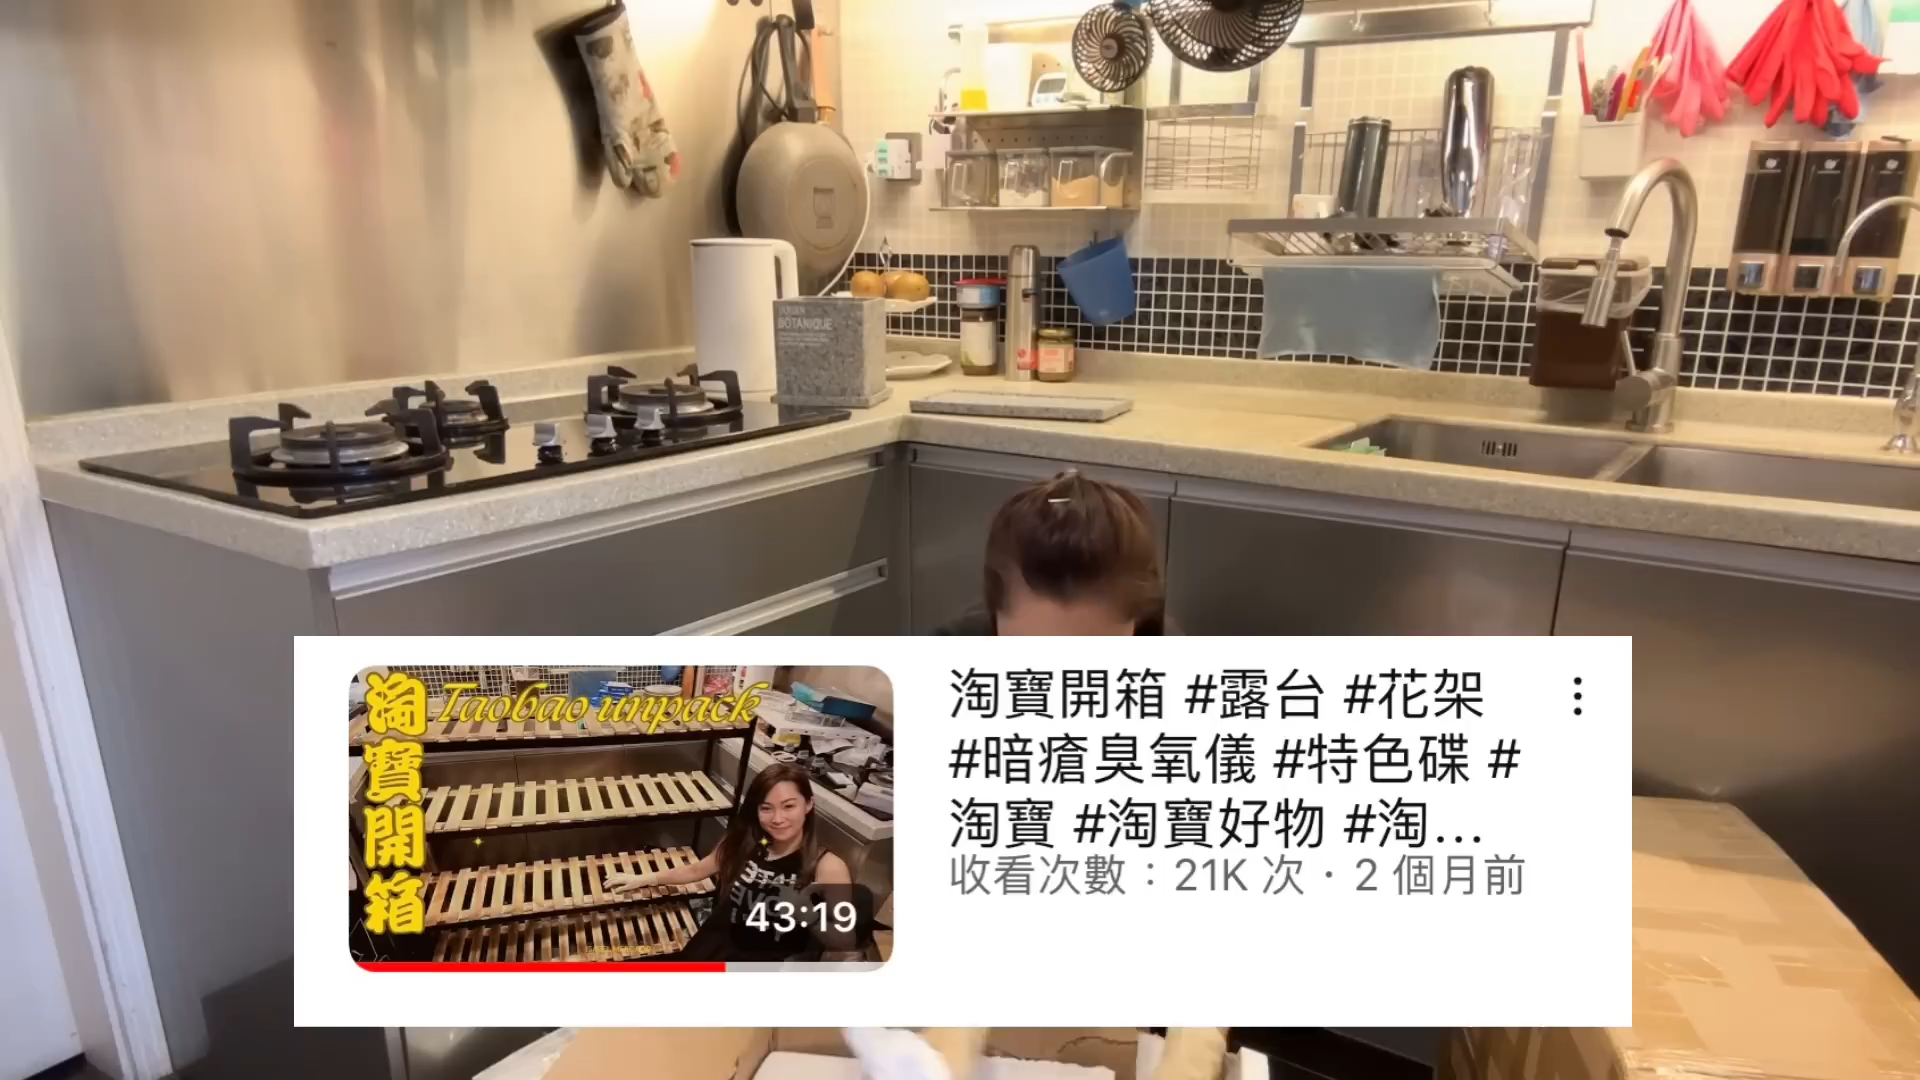 BOTANIQUE
淘寶開箱
Taobao unpack
43:19
淘寶開箱 #露台 #花架
#暗瘡臭氧儀 #特色碟 #
淘寶 #淘寶好物 #淘...
收看次數：21K 次・2 個月前